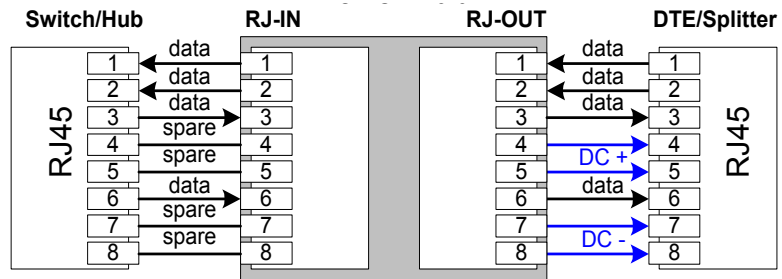 Switch/Hub RJ-IN RJ-OUT DTE/Splitter
RJ45
1 data 1
2 data 2
3 data 3
4 spare 4
5 spare 5
6 data 6
7 spare 7
8 spare 8
1 data 1
2 data 2
3 data 3
4 4
DC +
5 5
6 data 6
7 7
DC -
8 8
RJ45